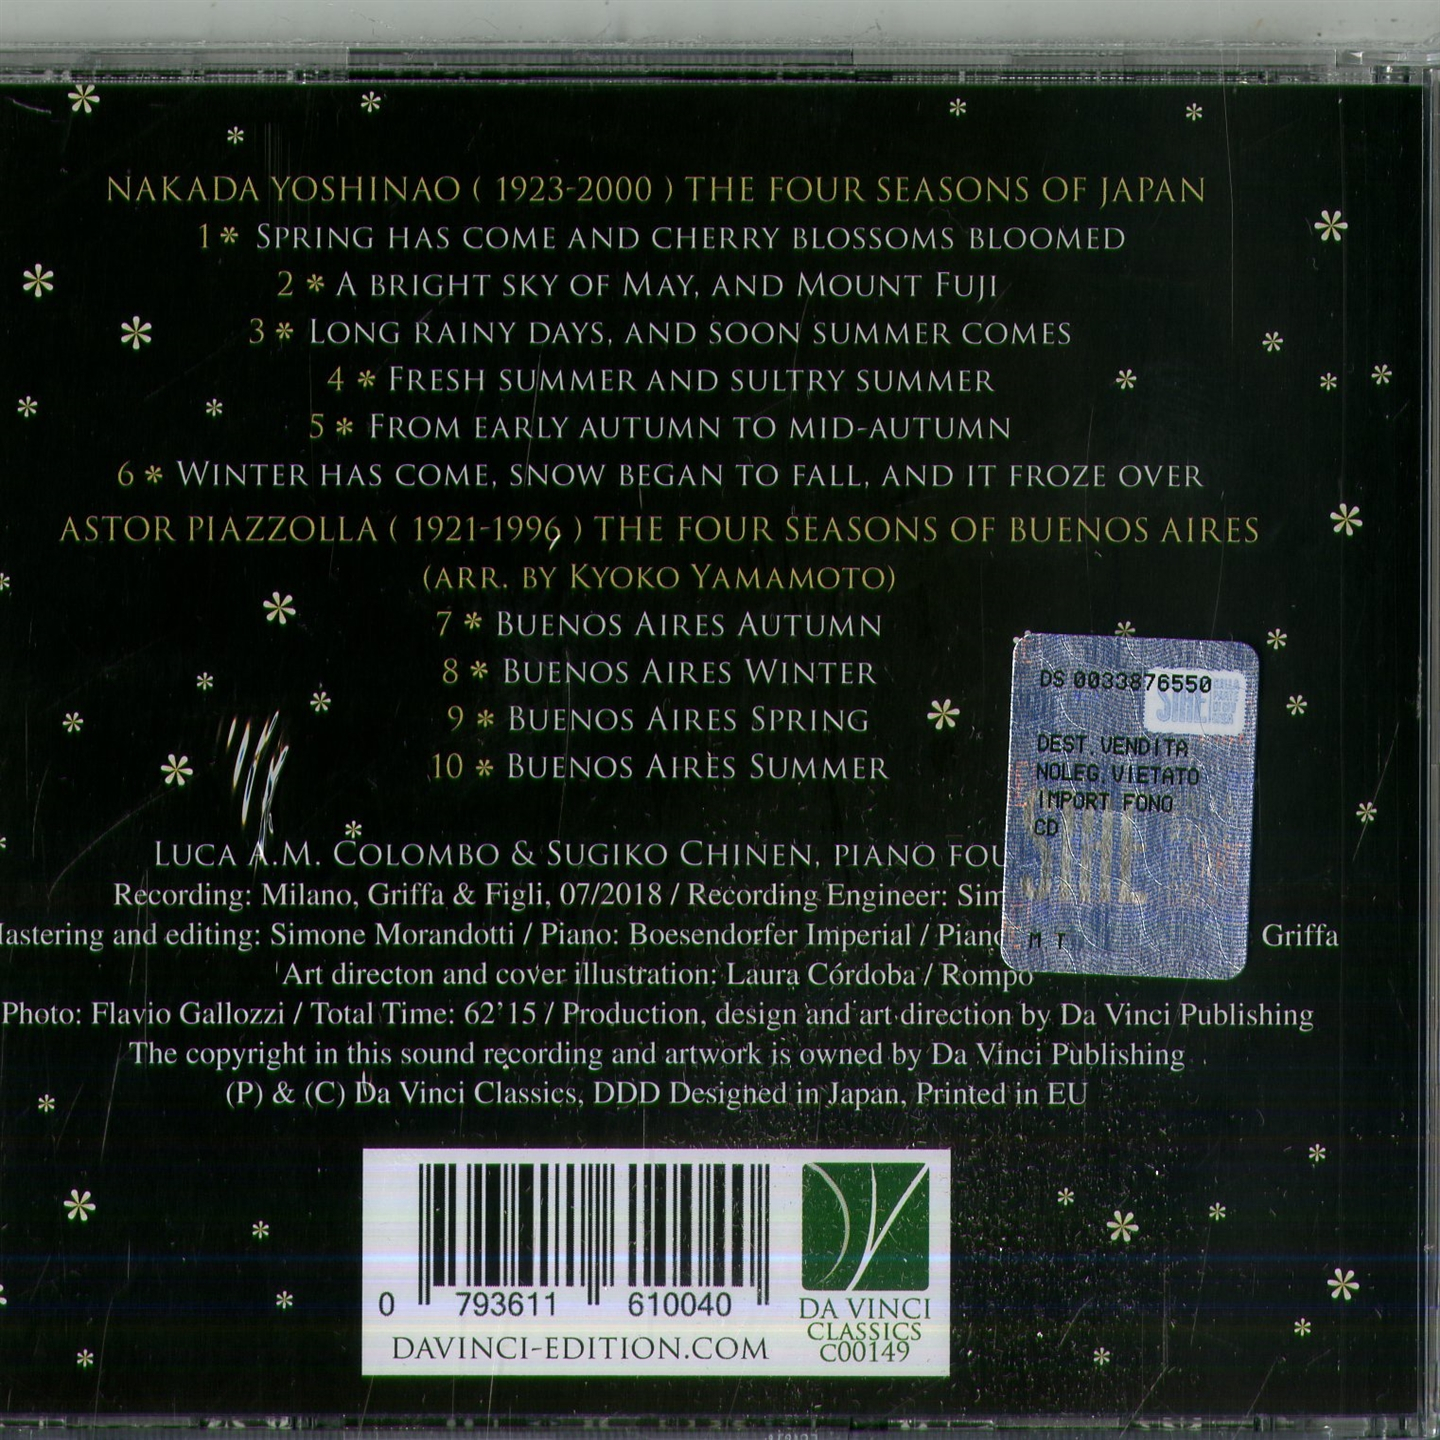 NAKADA YOSHINAO ( 1923-2000 ) THE FOUR SEASONS OF JAPAN
1 * SPRING HAS COME AND CHERRY BLOSSOMS BLOOMED
2 * A BRIGHT SKY OF MAY, AND MOUNT FUJI
3 * LONG RAINY DAYS, AND SOON SUMMER COMES
4 * FRESH SUMMER AND SULTRY SUMMER
5 * FROM EARLY AUTUMN TO MID-AUTUMN
6 * WINTER HAS COME, SNOW BEGAN TO FALL, AND IT FROZE OVER
ASTOR PIAZZOLLA ( 1921-1996 ) THE FOUR SEASONS OF BUENOS AIRES
(ARR. BY KYOKO YAMAMOTO)
7 * BUENOS AIRES AUTUMN
8 * BUENOS AIRES WINTER
9 * BUENOS AIRES SPRING
10 * BUENOS AIRES SUMMER
DS 0033876550
DEST.VENDITA
NOLEG.VIETATO
IMPORT FONO
CD
SIAE
M T
LUCA A.M. COLOMBO & SUGIKO CHINEN, PIANO
Recording: Milano, Griffa & Figli, 07/2018 / Recording Engineer:
and editing: Simone Morandotti / Piano: Boesendorfer Imperial / Griffa
Art directon and cover illustration: Laura Córdoba / Rompo
Photo: Flavio Gallozzi / Total Time: 62'15 / Production, design and art direction by Da Vinci Publishing
The copyright in this sound recording and artwork is owned by Da Vinci Publishing
(P) & (C) Da Vinci Classics, DDD Designed in Japan, Printed in EU
0 793611 610040
DAVINCI-EDITION.COM
DA VINCI
CLASSICS
C00149